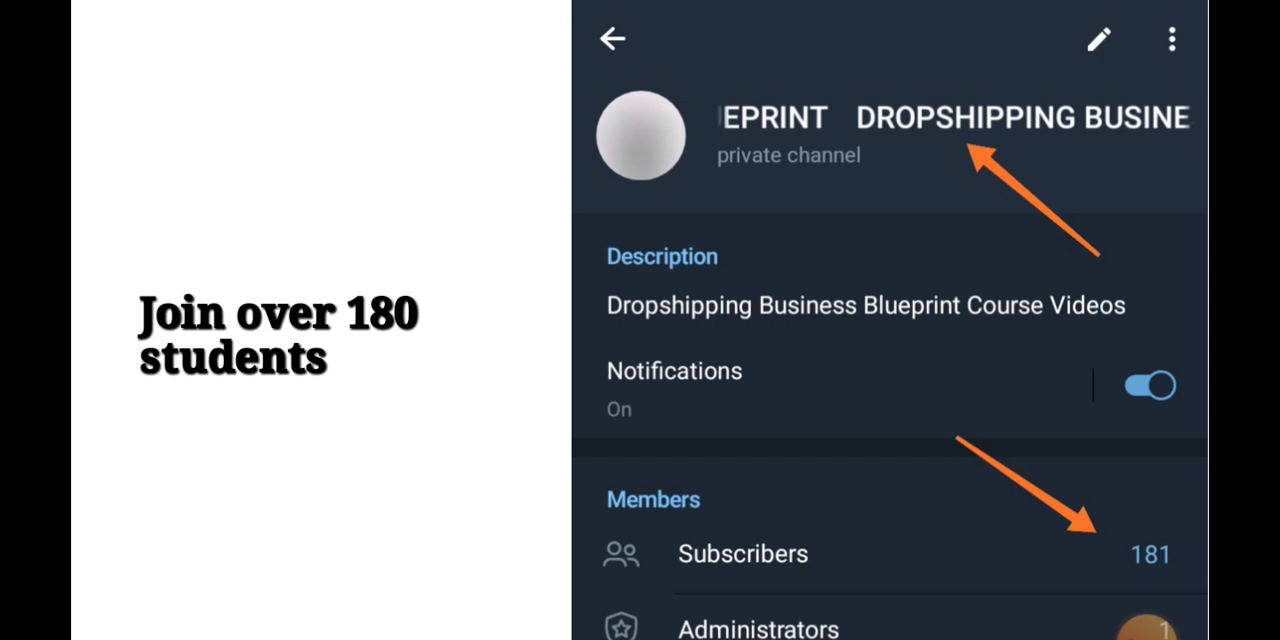 Join over 180
students
EPRINT DROPSHIPPING BUSINE
private channel
Description
Dropshipping Business Blueprint Course Videos
Notifications
On
Members
Subscribers 181
Administrators 1